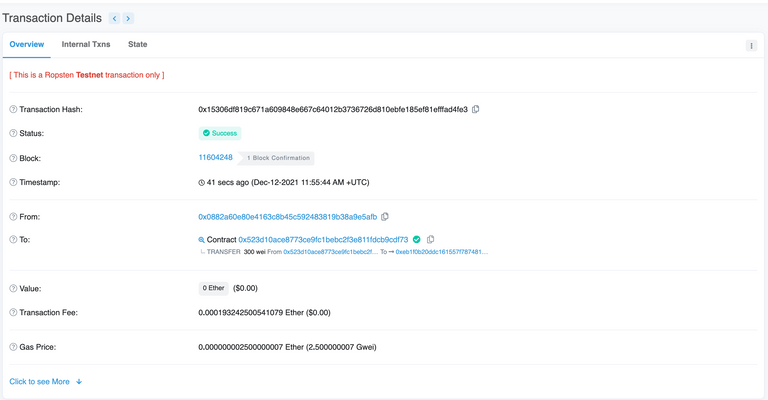 Transaction Details
Overview Internal Txns State
[ This is a Ropsten Testnet transaction only ]
Transaction Hash: 0x15306df819c671a609848e667c64012b3736726d810ebfe185ef81efffad4fe3
Status: Success
Block: 11604248 1 Block Confirmation
Timestamp: 41 secs ago (Dec-12-2021 11:55:44 AM +UTC)
From: 0x0882a60e80e4163c8b45c592483819b38a9e5afb
To: Contract 0x523d10ace8773ce9fc1bebc2f3e811fdcb9cdf73
TRANSFER 300 wei From 0x523d10ace8773ce9fc1bebc2f... To → 0xeb1f0b20ddc161557f787481...
Value: 0 Ether ($0.00)
Transaction Fee: 0.000193242500541079 Ether ($0.00)
Gas Price: 0.000000002500000007 Ether (2.500000007 Gwei)
Click to see More